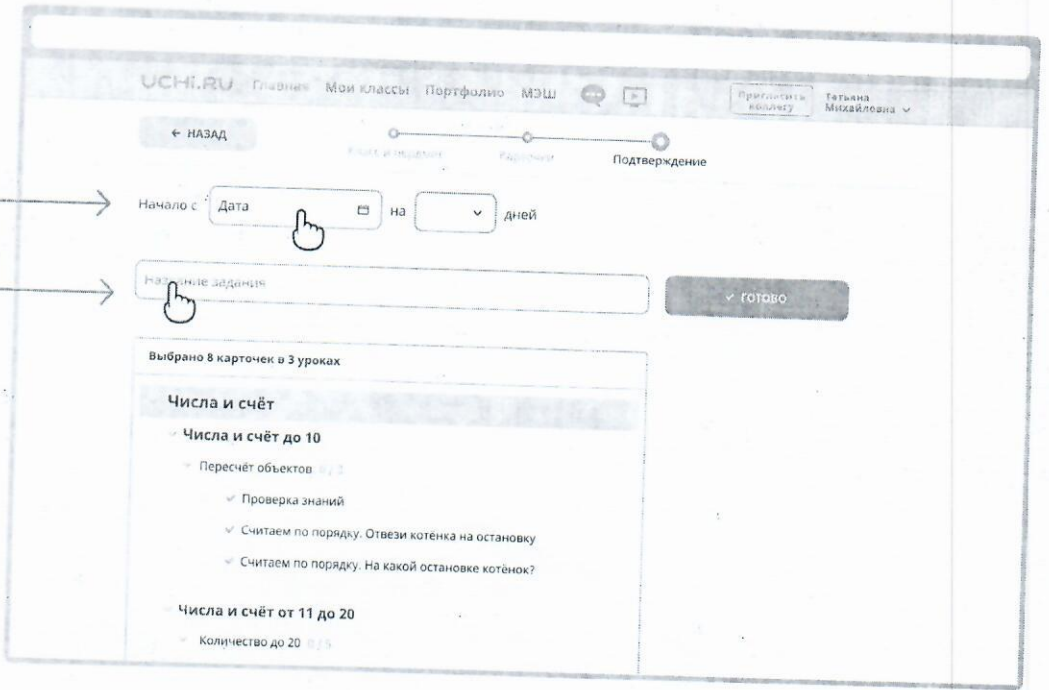 UCHi.RU Главная Мои классы Портфолио МЭШ
Пригласить коллегу
Татьяна Михайловна
← НАЗАД
Карточки
Подтверждение
Начало с Дата на дней
Название задания
ГОТОВО
Выбрано 8 карточек в 3 уроках
Числа и счёт
Числа и счёт до 10
Пересчёт объектов
Проверка знаний
Считаем по порядку. Отвези котёнка на остановку
Считаем по порядку. На какой остановке котёнок?
Числа и счёт от 11 до 20
Количество до 20 0 / 5